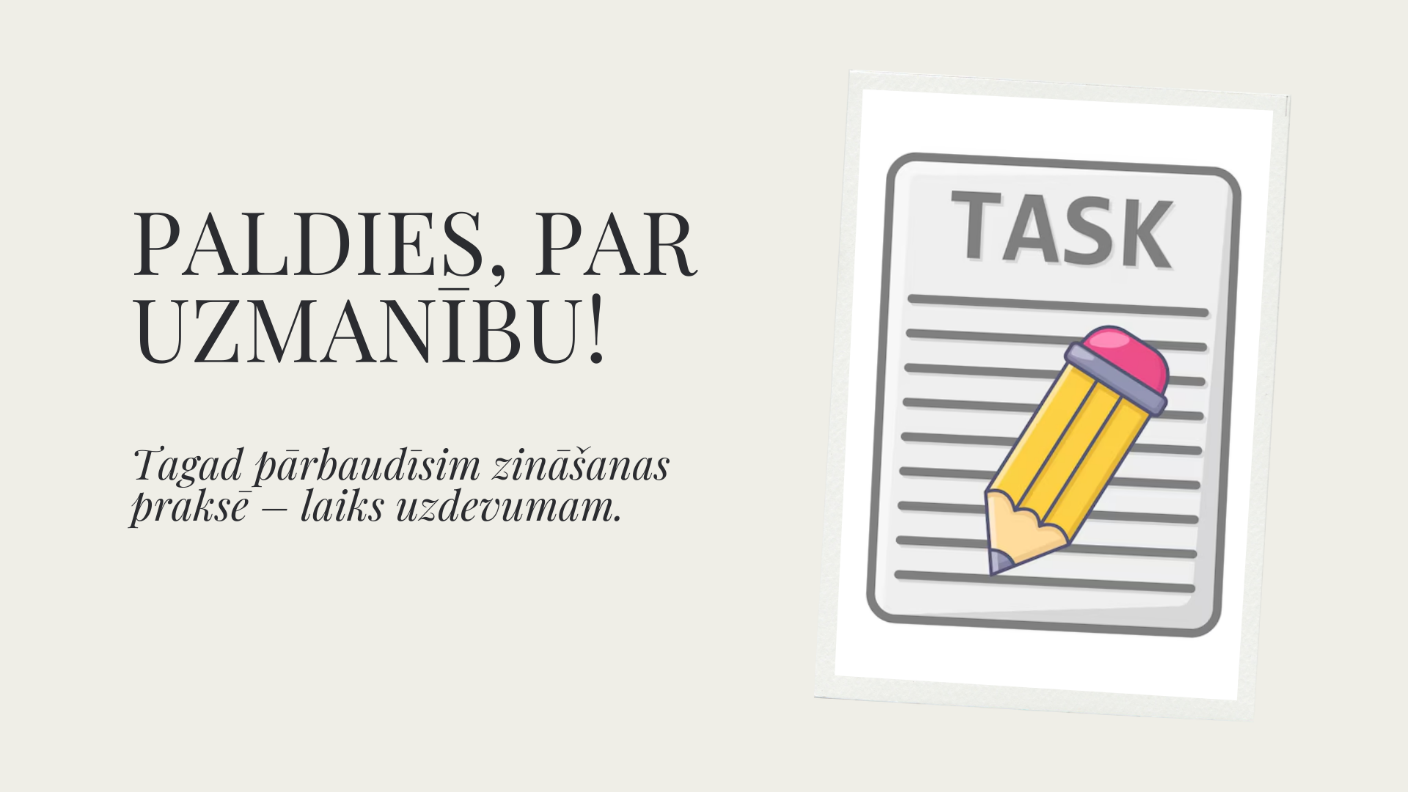 PALDIES, PAR
UZMANĪBU!
Tagad pārbaudīsim zināšanas
praksē – laiks uzdevumam.
TASK